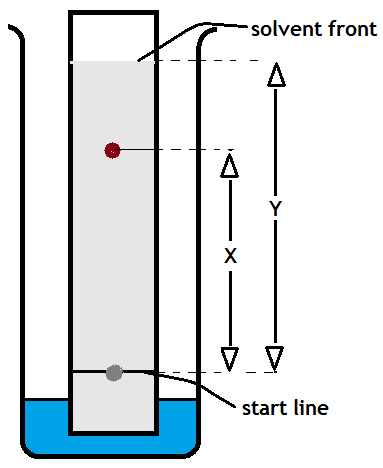 solvent front
Y
X
start line